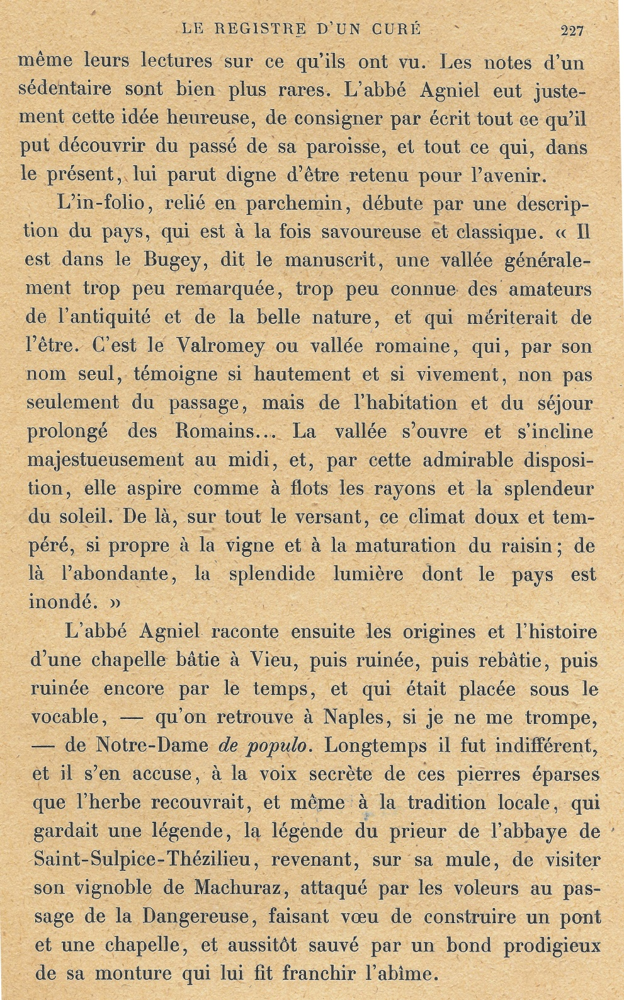 LE REGISTRE D'UN CURÉ 227
même leurs lectures sur ce qu'ils ont vu. Les notes d'un
sédentaire sont bien plus rares. L'abbé Agniel eut juste-
ment cette idée heureuse, de consigner par écrit tout ce qu'il
put découvrir du passé de sa paroisse, et tout ce qui, dans
le présent, lui parut digne d'être retenu pour l'avenir.
L'in-folio, relié en parchemin, débute par une descrip-
tion du pays, qui est à la fois savoureuse et classique. « Il
est dans le Bugey, dit le manuscrit, une vallée générale-
ment trop peu remarquée, trop peu connue des amateurs
de l'antiquité et de la belle nature, et qui mériterait de
l'être. C'est le Valromey ou vallée romaine, qui, par son
nom seul, témoigne si hautement et si vivement, non pas
seulement du passage, mais de l'habitation et du séjour
prolongé des Romains... La vallée s'ouvre et s'incline
majestueusement au midi, et, par cette admirable disposi-
tion, elle aspire comme à flots les rayons et la splendeur
du soleil. De là, sur tout le versant, ce climat doux et tem-
péré, si propre à la vigne et à la maturation du raisin; de
là l'abondante, la splendide lumière dont le pays est
inondé. »
L'abbé Agniel raconte ensuite les origines et l'histoire
d'une chapelle bâtie à Vieu, puis ruinée, puis rebâtie, puis
ruinée encore par le temps, et qui était placée sous le
vocable, — qu'on retrouve à Naples, si je ne me trompe,
— de Notre-Dame de populo. Longtemps il fut indifférent,
et il s'en accuse, à la voix secrète de ces pierres éparses
que l'herbe recouvrait, et même à la tradition locale, qui
gardait une légende, la légende du prieur de l'abbaye de
Saint-Sulpice-Thézilieu, revenant, sur sa mule, de visiter
son vignoble de Machuraz, attaqué par les voleurs au pas-
sage de la Dangereuse, faisant vœu de construire un pont
et une chapelle, et aussitôt sauvé par un bond prodigieux
de sa monture qui lui fit franchir l'abîme.